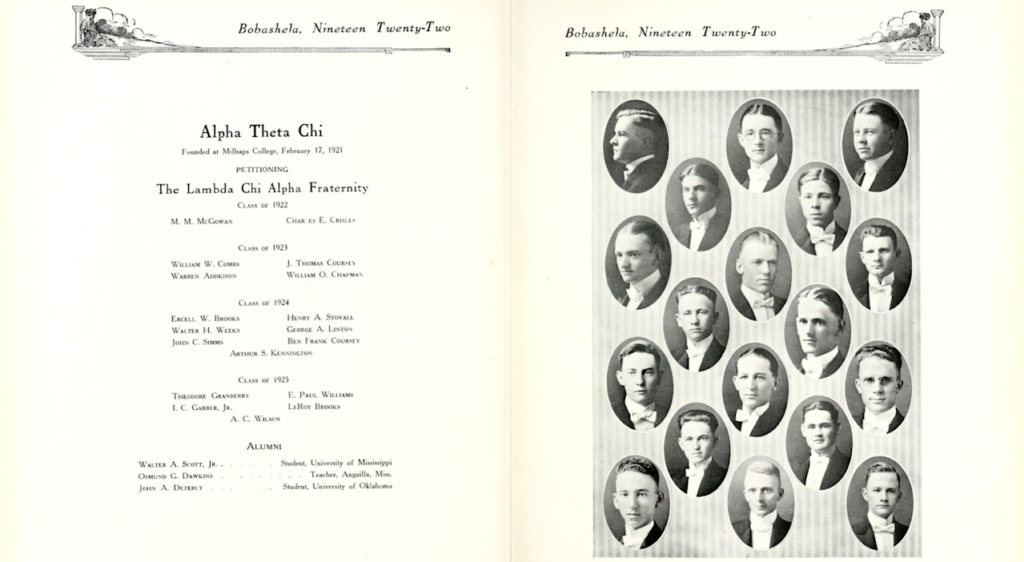 Bobashela, Nineteen Twenty-Two
Alpha Theta Chi
Founded at Millsaps College, February 17, 1921
PETITIONING
The Lambda Chi Alpha Fraternity
CLASS OF 1922
M. M. MCGOWAN CHARLES E.
CLASS OF 1923
WILLIAM W. COMBS J. THOMAS COURSEY
WARREN ADDKISON WILLIAM O. CHAPMAN
CLASS OF 1924
ERCELL W. BROOKS HENRY A. STOVALL
WALTER H. WEEKS GEORGE A. LINTON
JOHN C. SIMMS BEN FRANK COURSEY
ARTHUR S. KENNINGTON
CLASS OF 1925
THEODORE GRANBERRY E. PAUL WILLIAMS
I. C. GARBER, JR. LEROY BROOKS
A. C. WILSON
ALUMNI
WALTER A. SCOTT, JR. . . . . . . Student, University of Mississippi
OSMUND G. DAWKINS . . . . . . . . . Teacher, Anguilla, Miss.
JOHN A. DETERLY . . . . . . . . Student, University of Oklahoma
Bobashela, Nineteen Twenty-Two